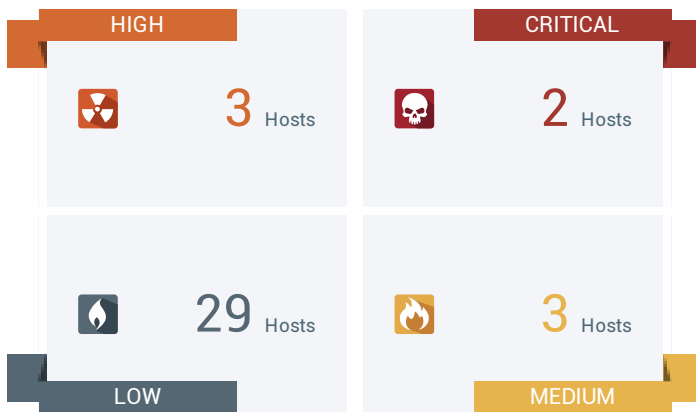 HIGH
3 Hosts
CRITICAL
2 Hosts
29 Hosts
LOW
3 Hosts
MEDIUM